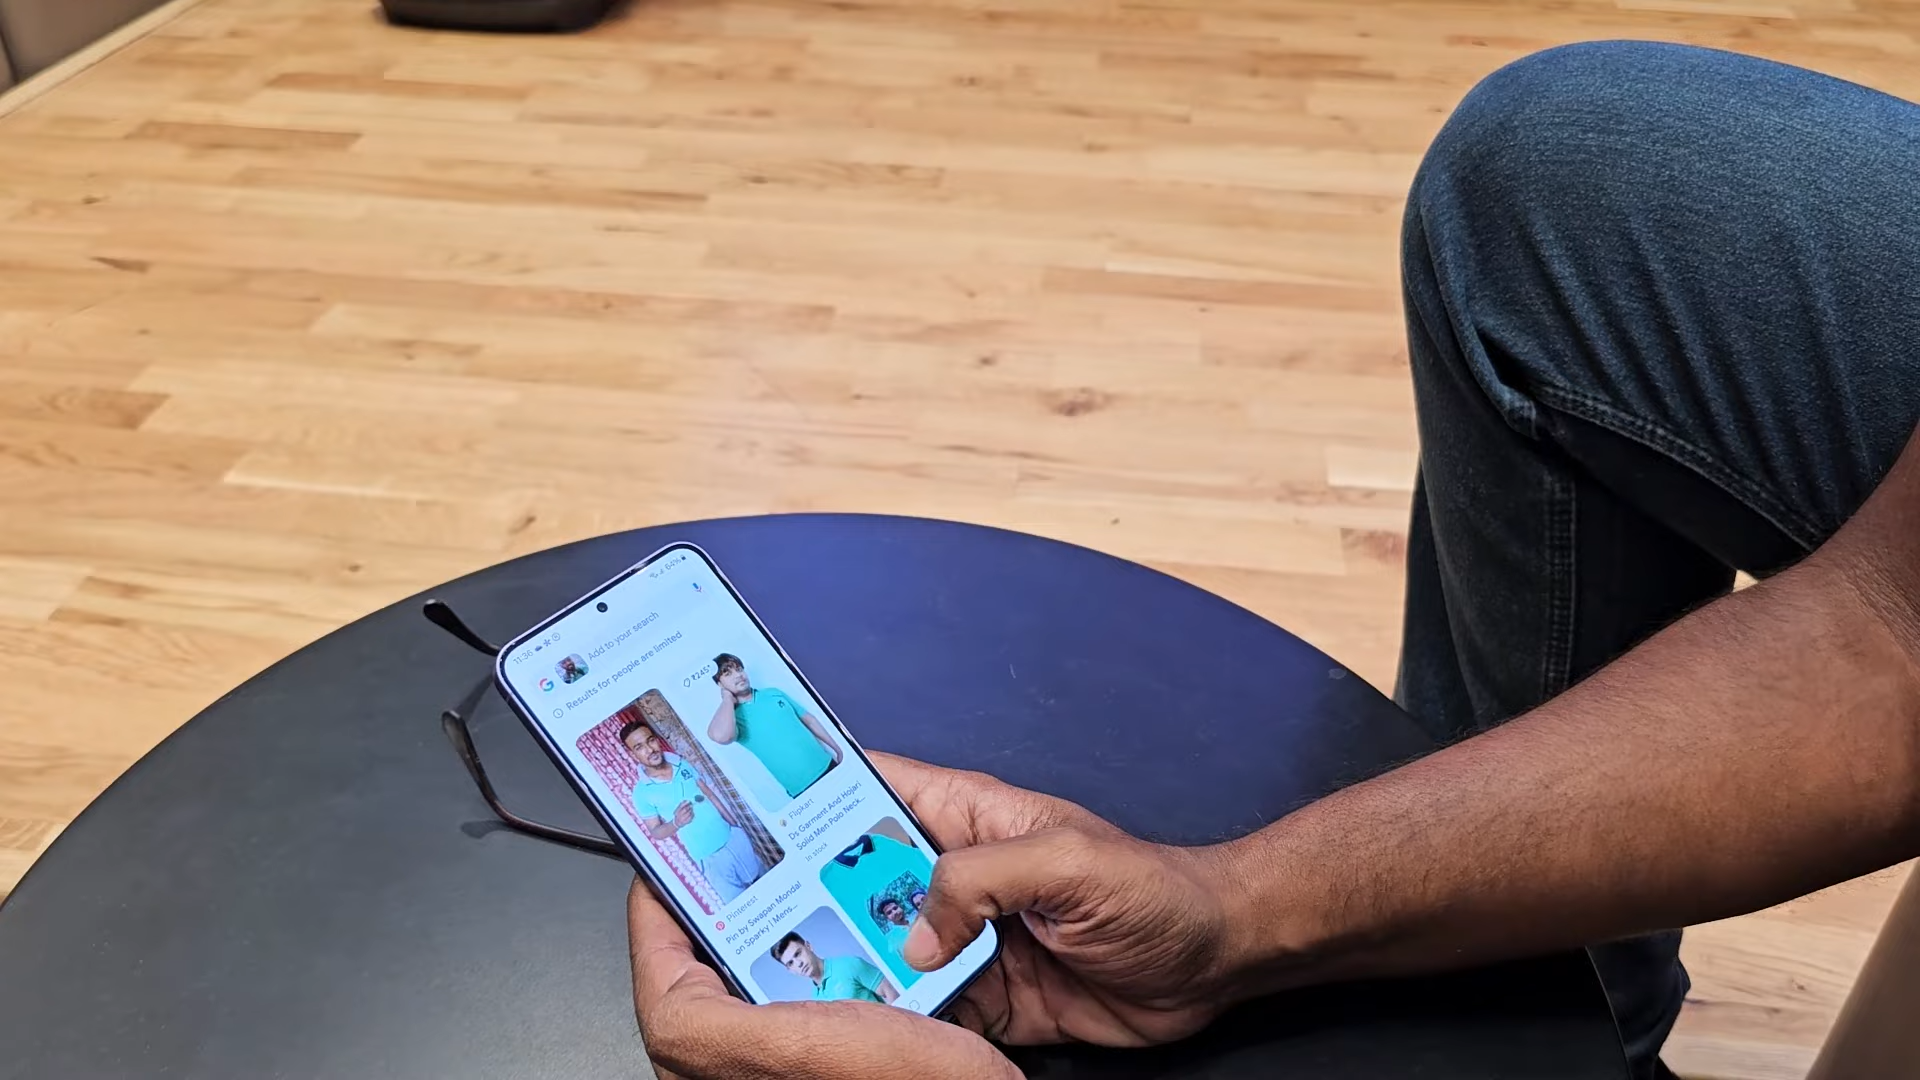 11:36
64%
Add to your search
Results for people are limited
₹245*
Flipkart
Ds Garment And Hojari
Solid Men Polo Neck...
In stock
Pinterest
Pin by Swapan Mondal
on Sparky | Mens...